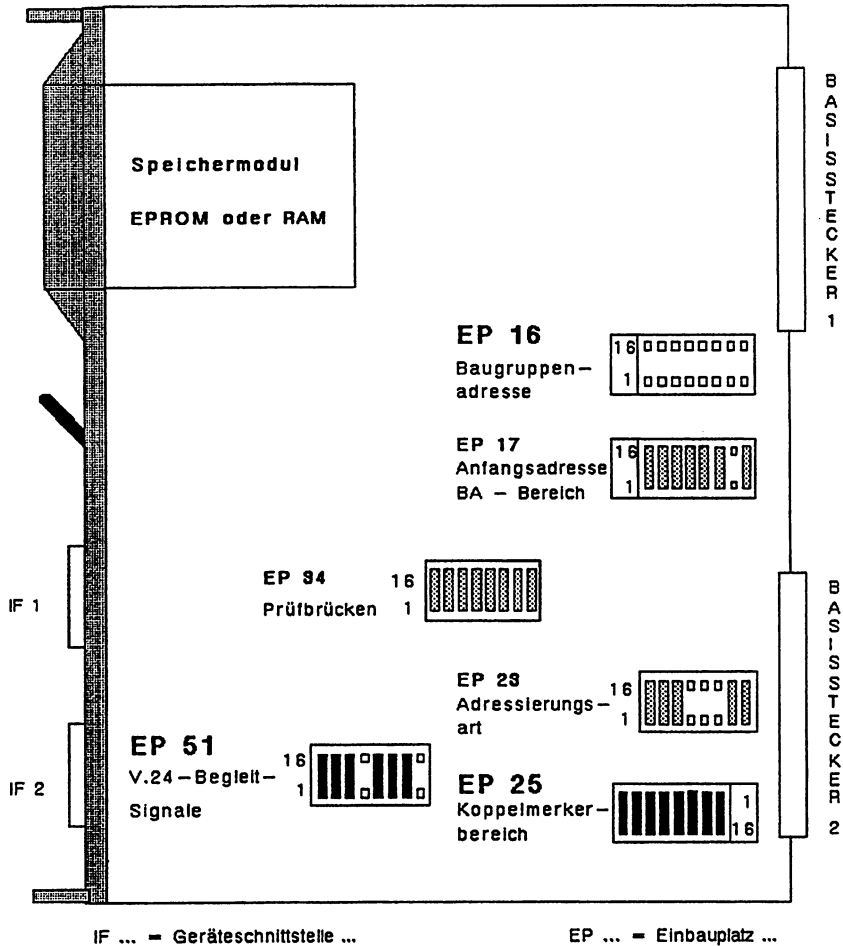 Speichermodul
EPROM oder RAM
BASISSTECKER 1
EP 16
Baugruppen-
adresse
16
1
EP 17
Anfangsadresse
BA - Bereich
16
1
EP 34
Prüfbrücken
16
1
IF 1
BASISSTECKER 2
EP 23
Adressierungs-
art
16
1
EP 51
V.24-Begleit-
Signale
16
1
IF 2
EP 25
Koppelmerker-
bereich
1
16
IF ... = Geräteschnittstelle ...
EP ... = Einbauplatz ...